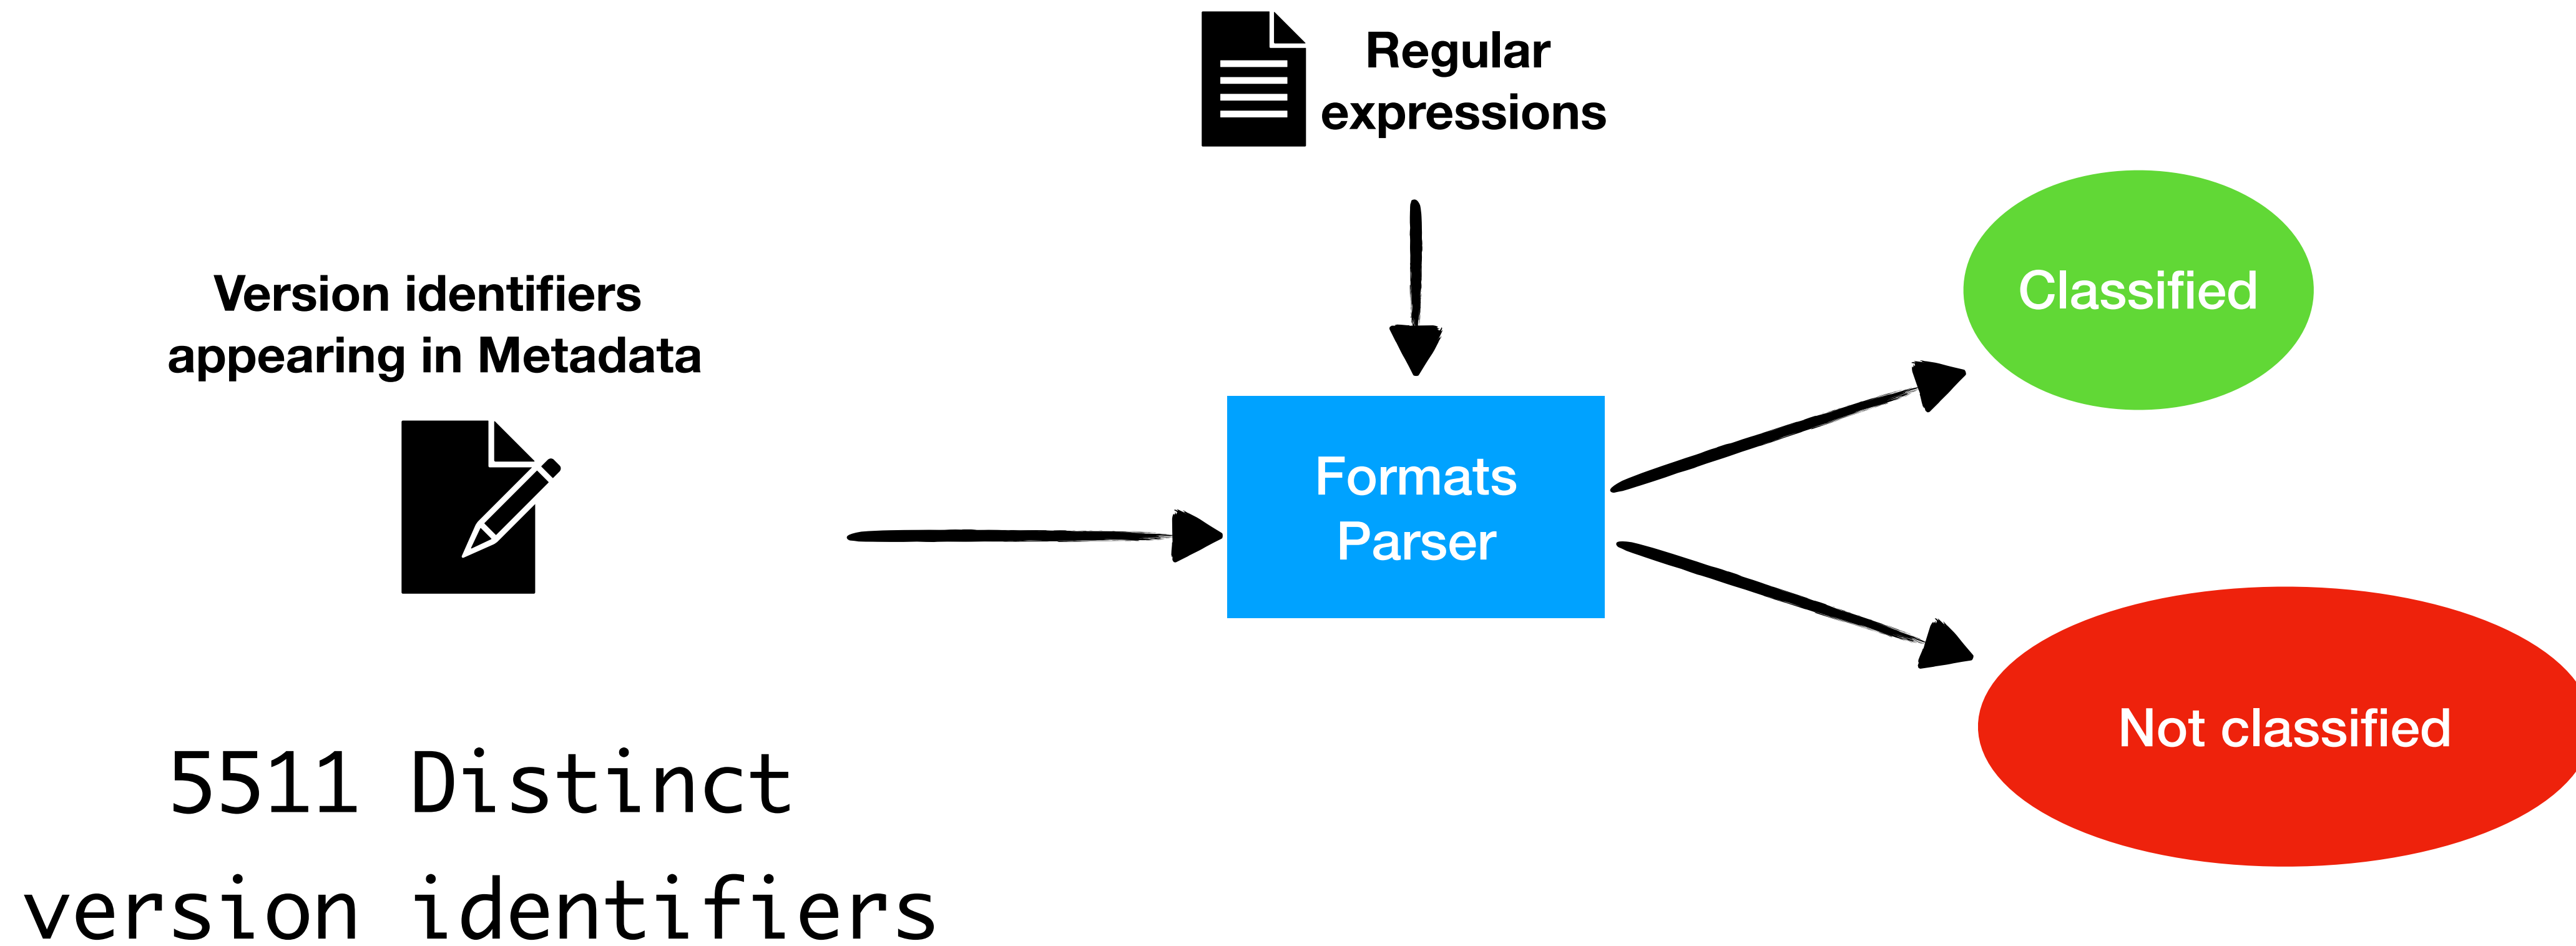 Regular
expressions
Version identifiers
appearing in Metadata
Classified
Formats
Parser
Not classified
5511 Distinct
version identifiers